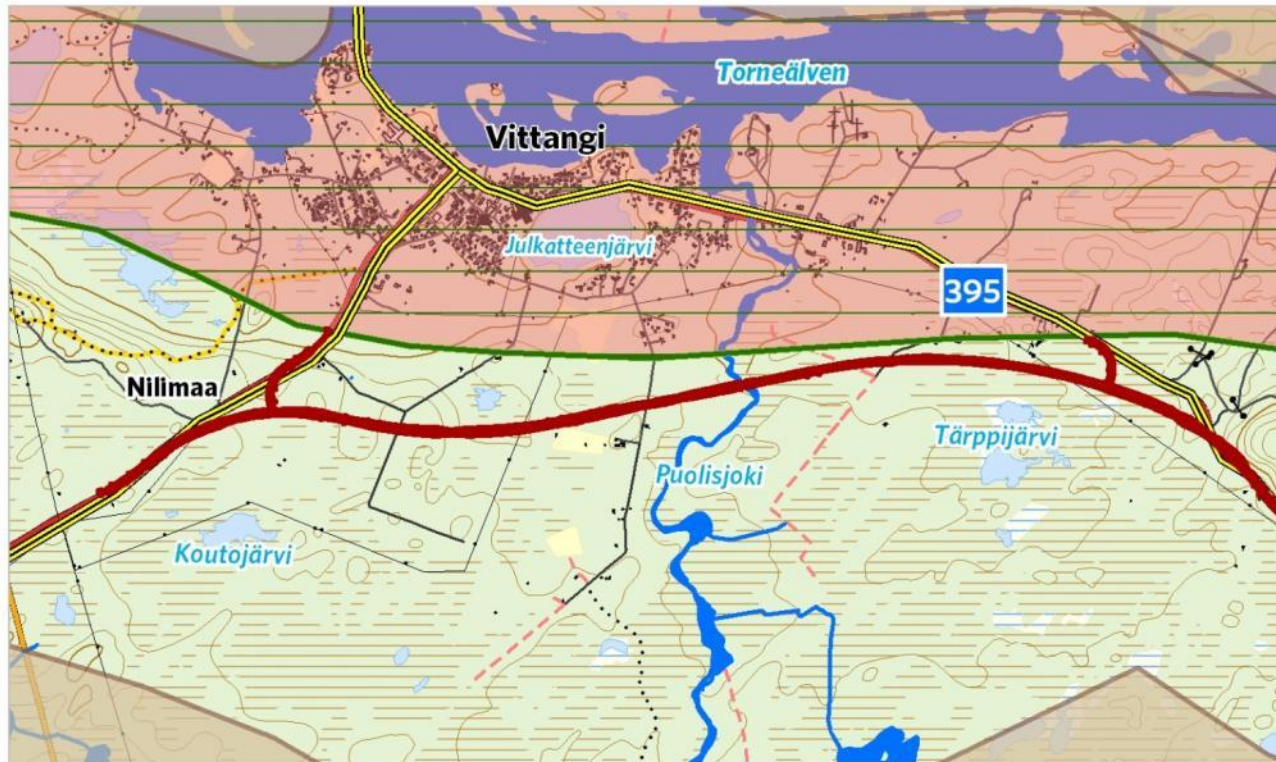 Torneälven
Vittangi
Julkatteenjärvi
395
Nilimaa
Tärppijärvi
Puolisjoki
Koutojärvi